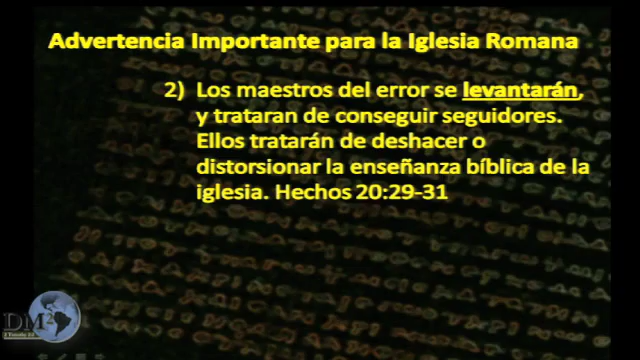 Advertencia Importante para la Iglesia Romana
2) Los maestros del error se levantarán,
y trataran de conseguir seguidores.
Ellos tratarán de deshacer o
distorsionar la enseñanza bíblica de la
iglesia. Hechos 20:29-31
DM2